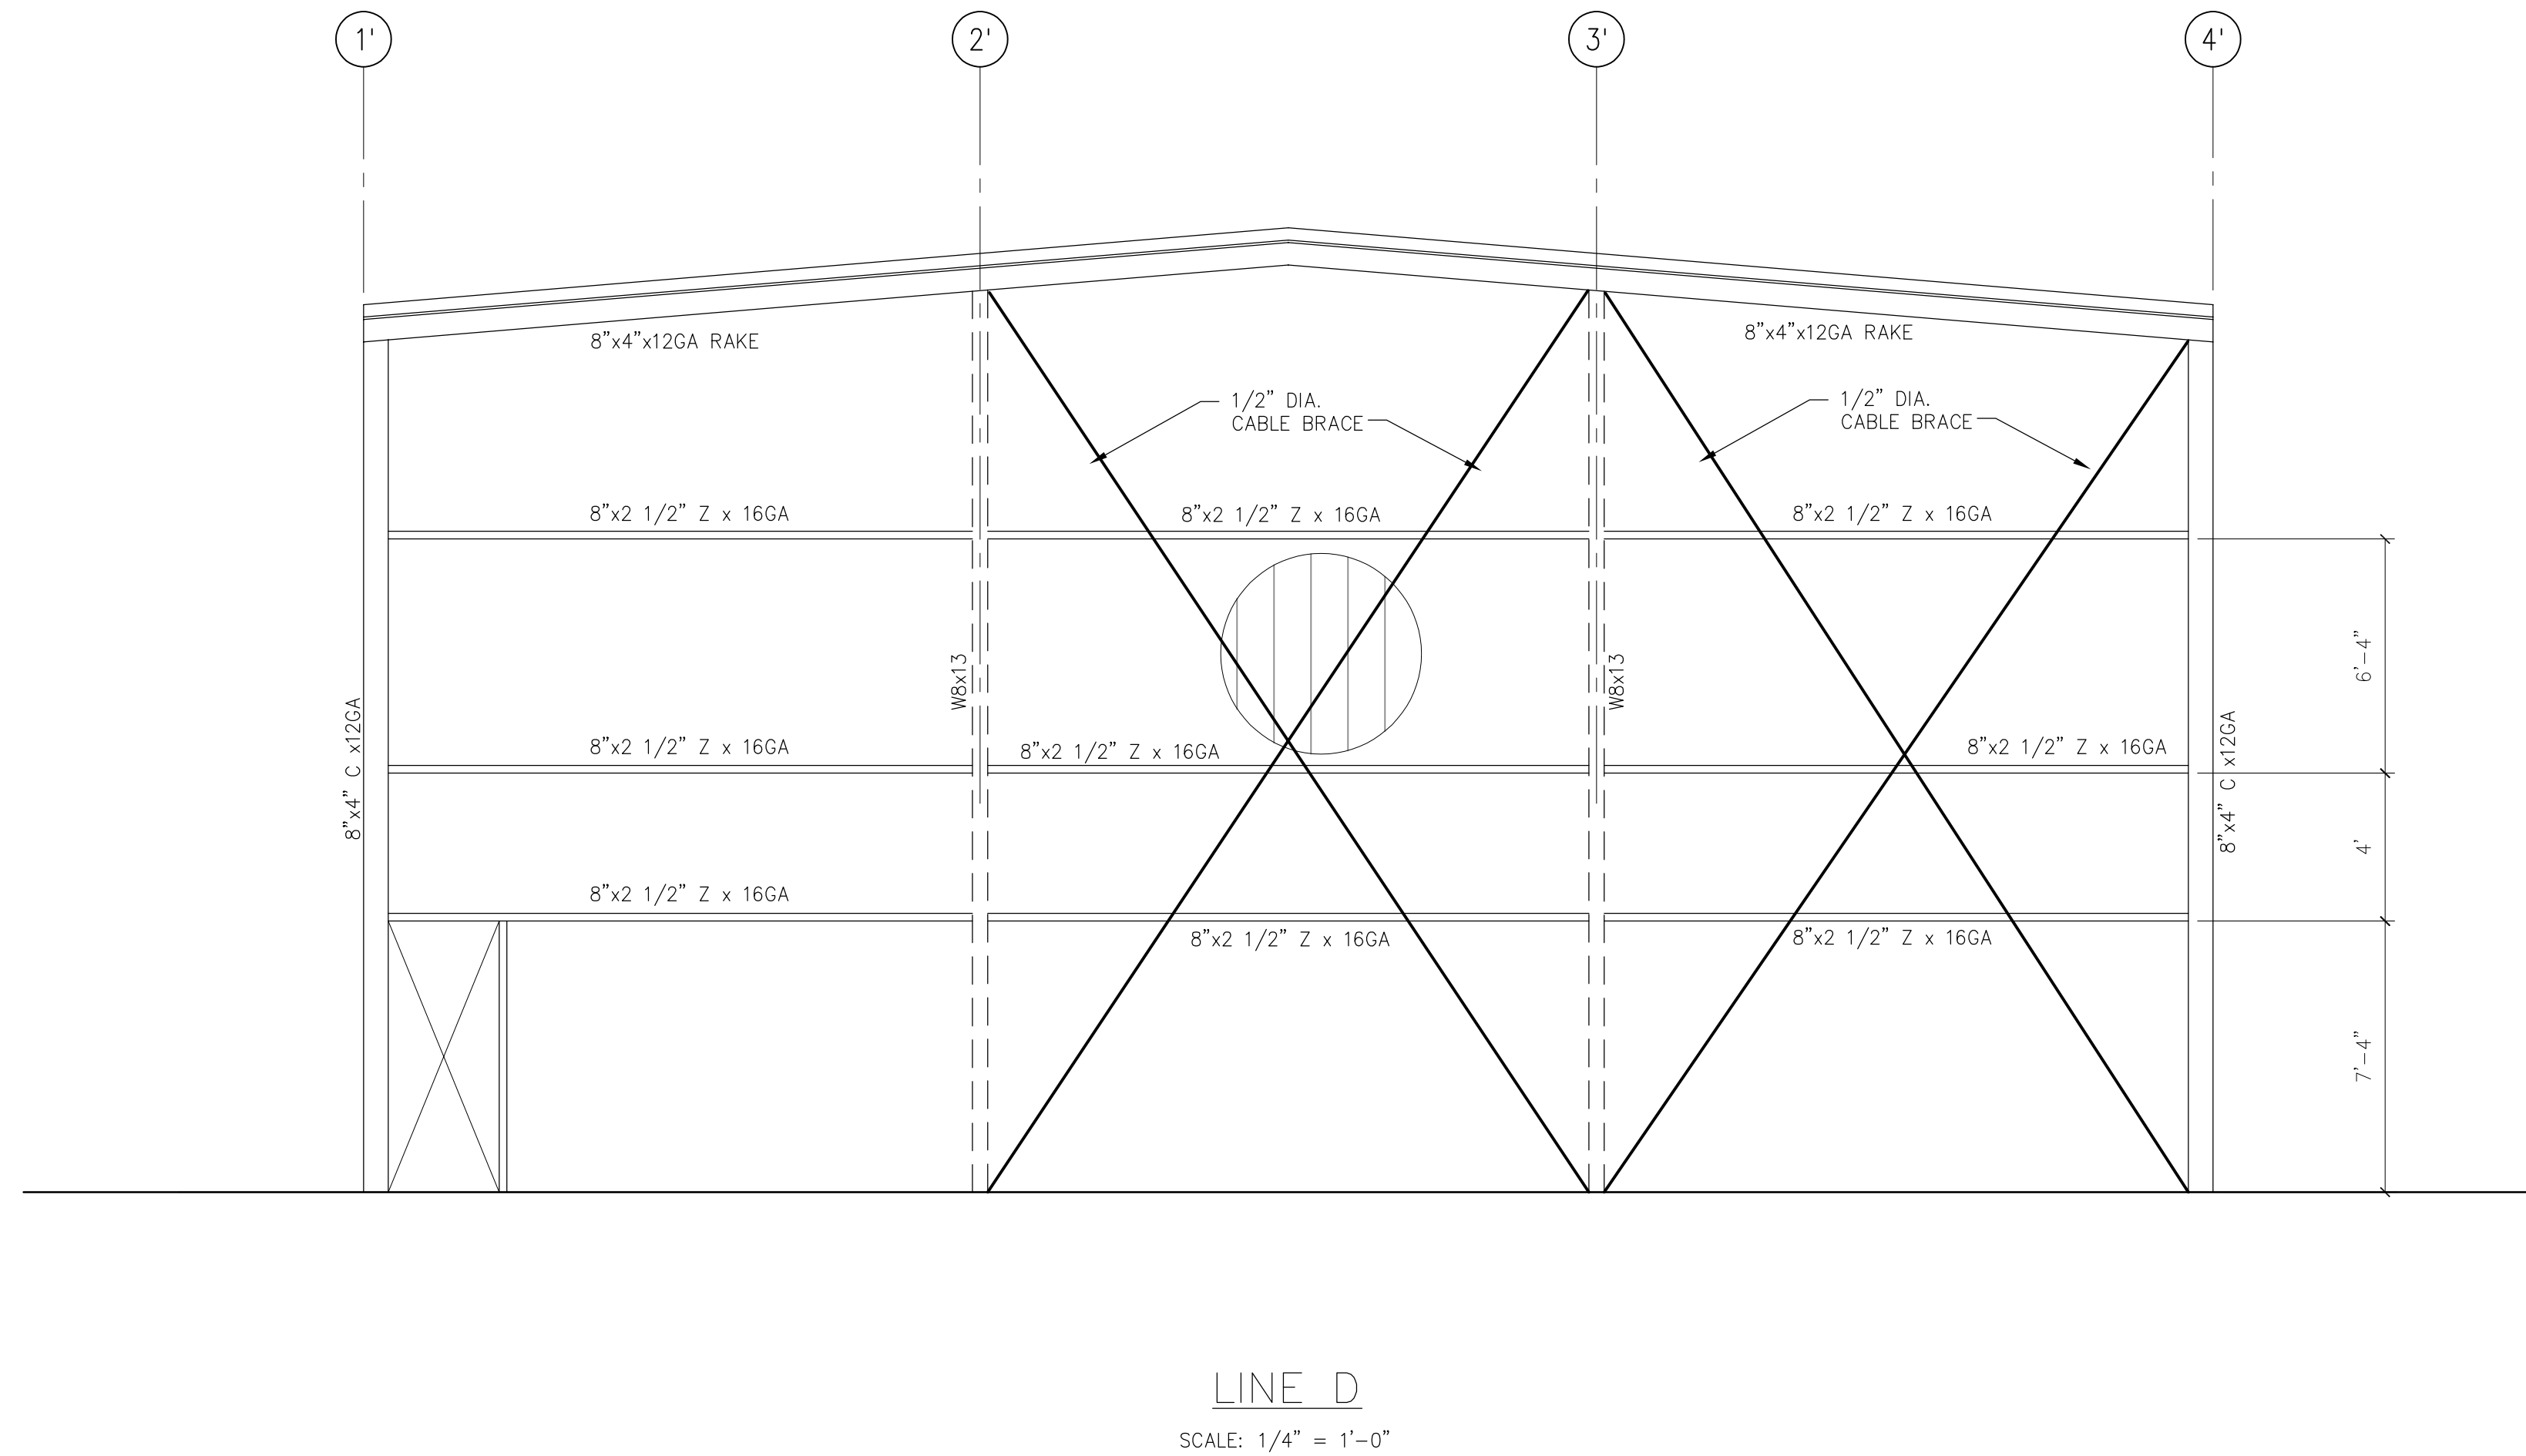 1'
2'
3'
4'
8"x4"x12GA RAKE
8"x4"x12GA RAKE
1/2" DIA.
CABLE BRACE
1/2" DIA.
CABLE BRACE
8"x2 1/2" Z x 16GA
8"x2 1/2" Z x 16GA
8"x2 1/2" Z x 16GA
6'-4"
W8x13
W8x13
8"x4" C x12GA
8"x2 1/2" Z x 16GA
8"x2 1/2" Z x 16GA
8"x2 1/2" Z x 16GA
8"x4" C x12GA
4'
8"x2 1/2" Z x 16GA
8"x2 1/2" Z x 16GA
8"x2 1/2" Z x 16GA
7'-4"
LINE D
SCALE: 1/4" = 1'-0"